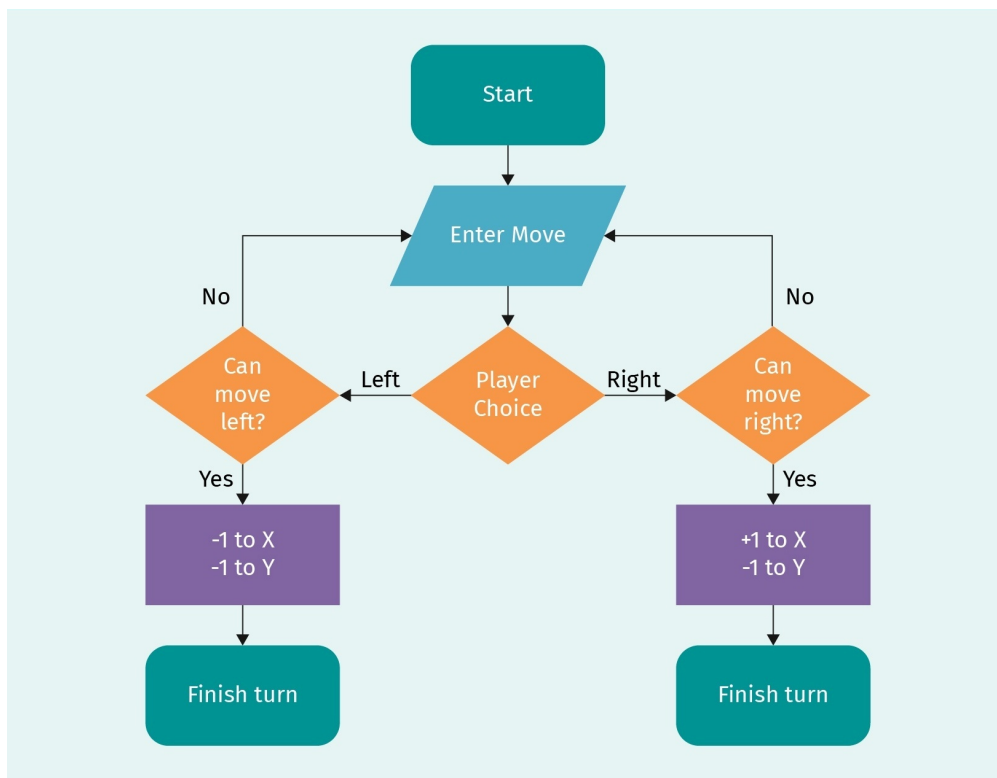 Start
Enter Move
No
No
Can
move
left?
Left
Player
Choice
Right
Can
move
right?
Yes
Yes
-1 to X
-1 to Y
+1 to X
-1 to Y
Finish turn
Finish turn